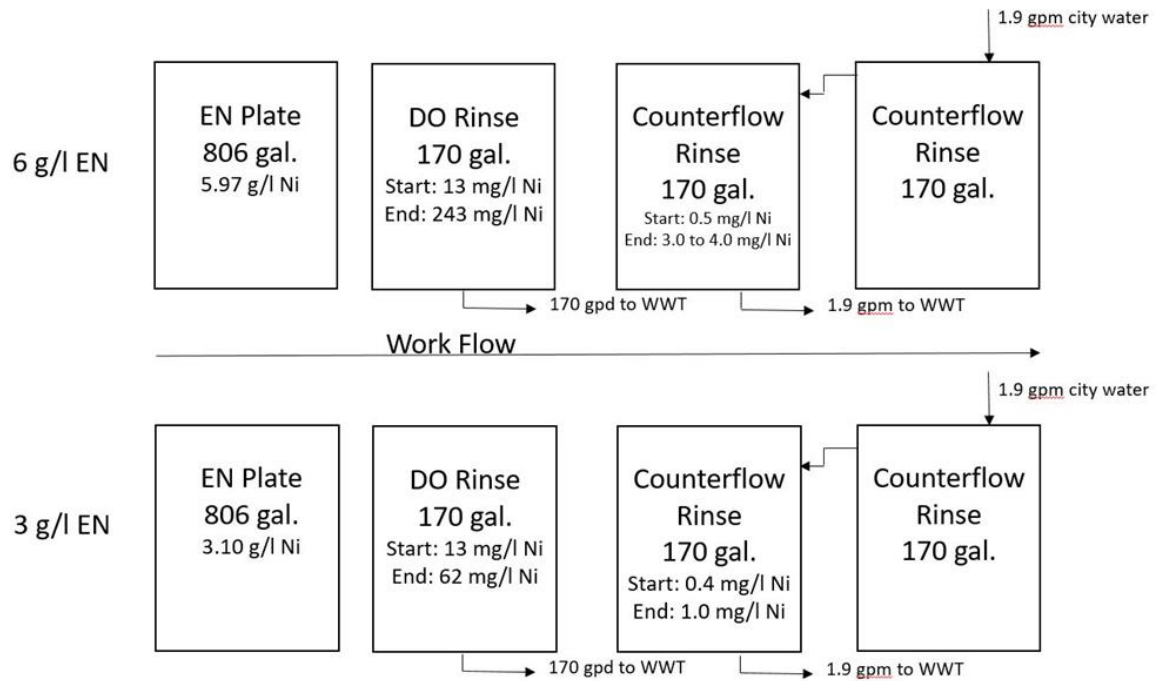 1.9 gpm city water
6 g/l EN
EN Plate
806 gal.
5.97 g/l Ni
DO Rinse
170 gal.
Start: 13 mg/l Ni
End: 243 mg/l Ni
Counterflow
Rinse
170 gal.
Start: 0.5 mg/l Ni
End: 3.0 to 4.0 mg/l Ni
Counterflow
Rinse
170 gal.
170 gpd to WWT
1.9 gpm to WWT
Work Flow
1.9 gpm city water
3 g/l EN
EN Plate
806 gal.
3.10 g/l Ni
DO Rinse
170 gal.
Start: 13 mg/l Ni
End: 62 mg/l Ni
Counterflow
Rinse
170 gal.
Start: 0.4 mg/l Ni
End: 1.0 mg/l Ni
Counterflow
Rinse
170 gal.
170 gpd to WWT
1.9 gpm to WWT